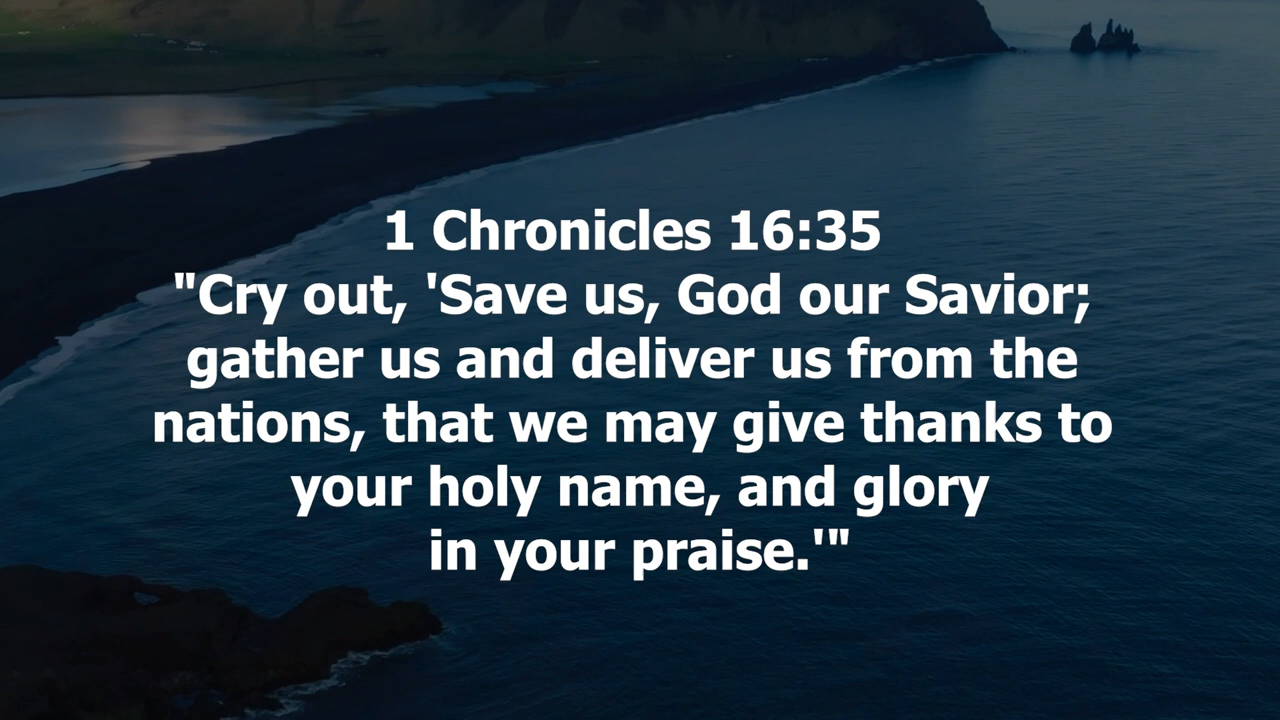 1 Chronicles 16:35
"Cry out, 'Save us, God our Savior;
gather us and deliver us from the
nations, that we may give thanks to
your holy name, and glory
in your praise.'"